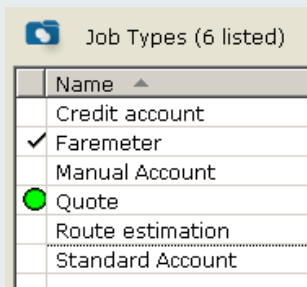 Job Types (6 listed)
Name
Credit account
Faremeter
Manual Account
Quote
Route estimation
Standard Account